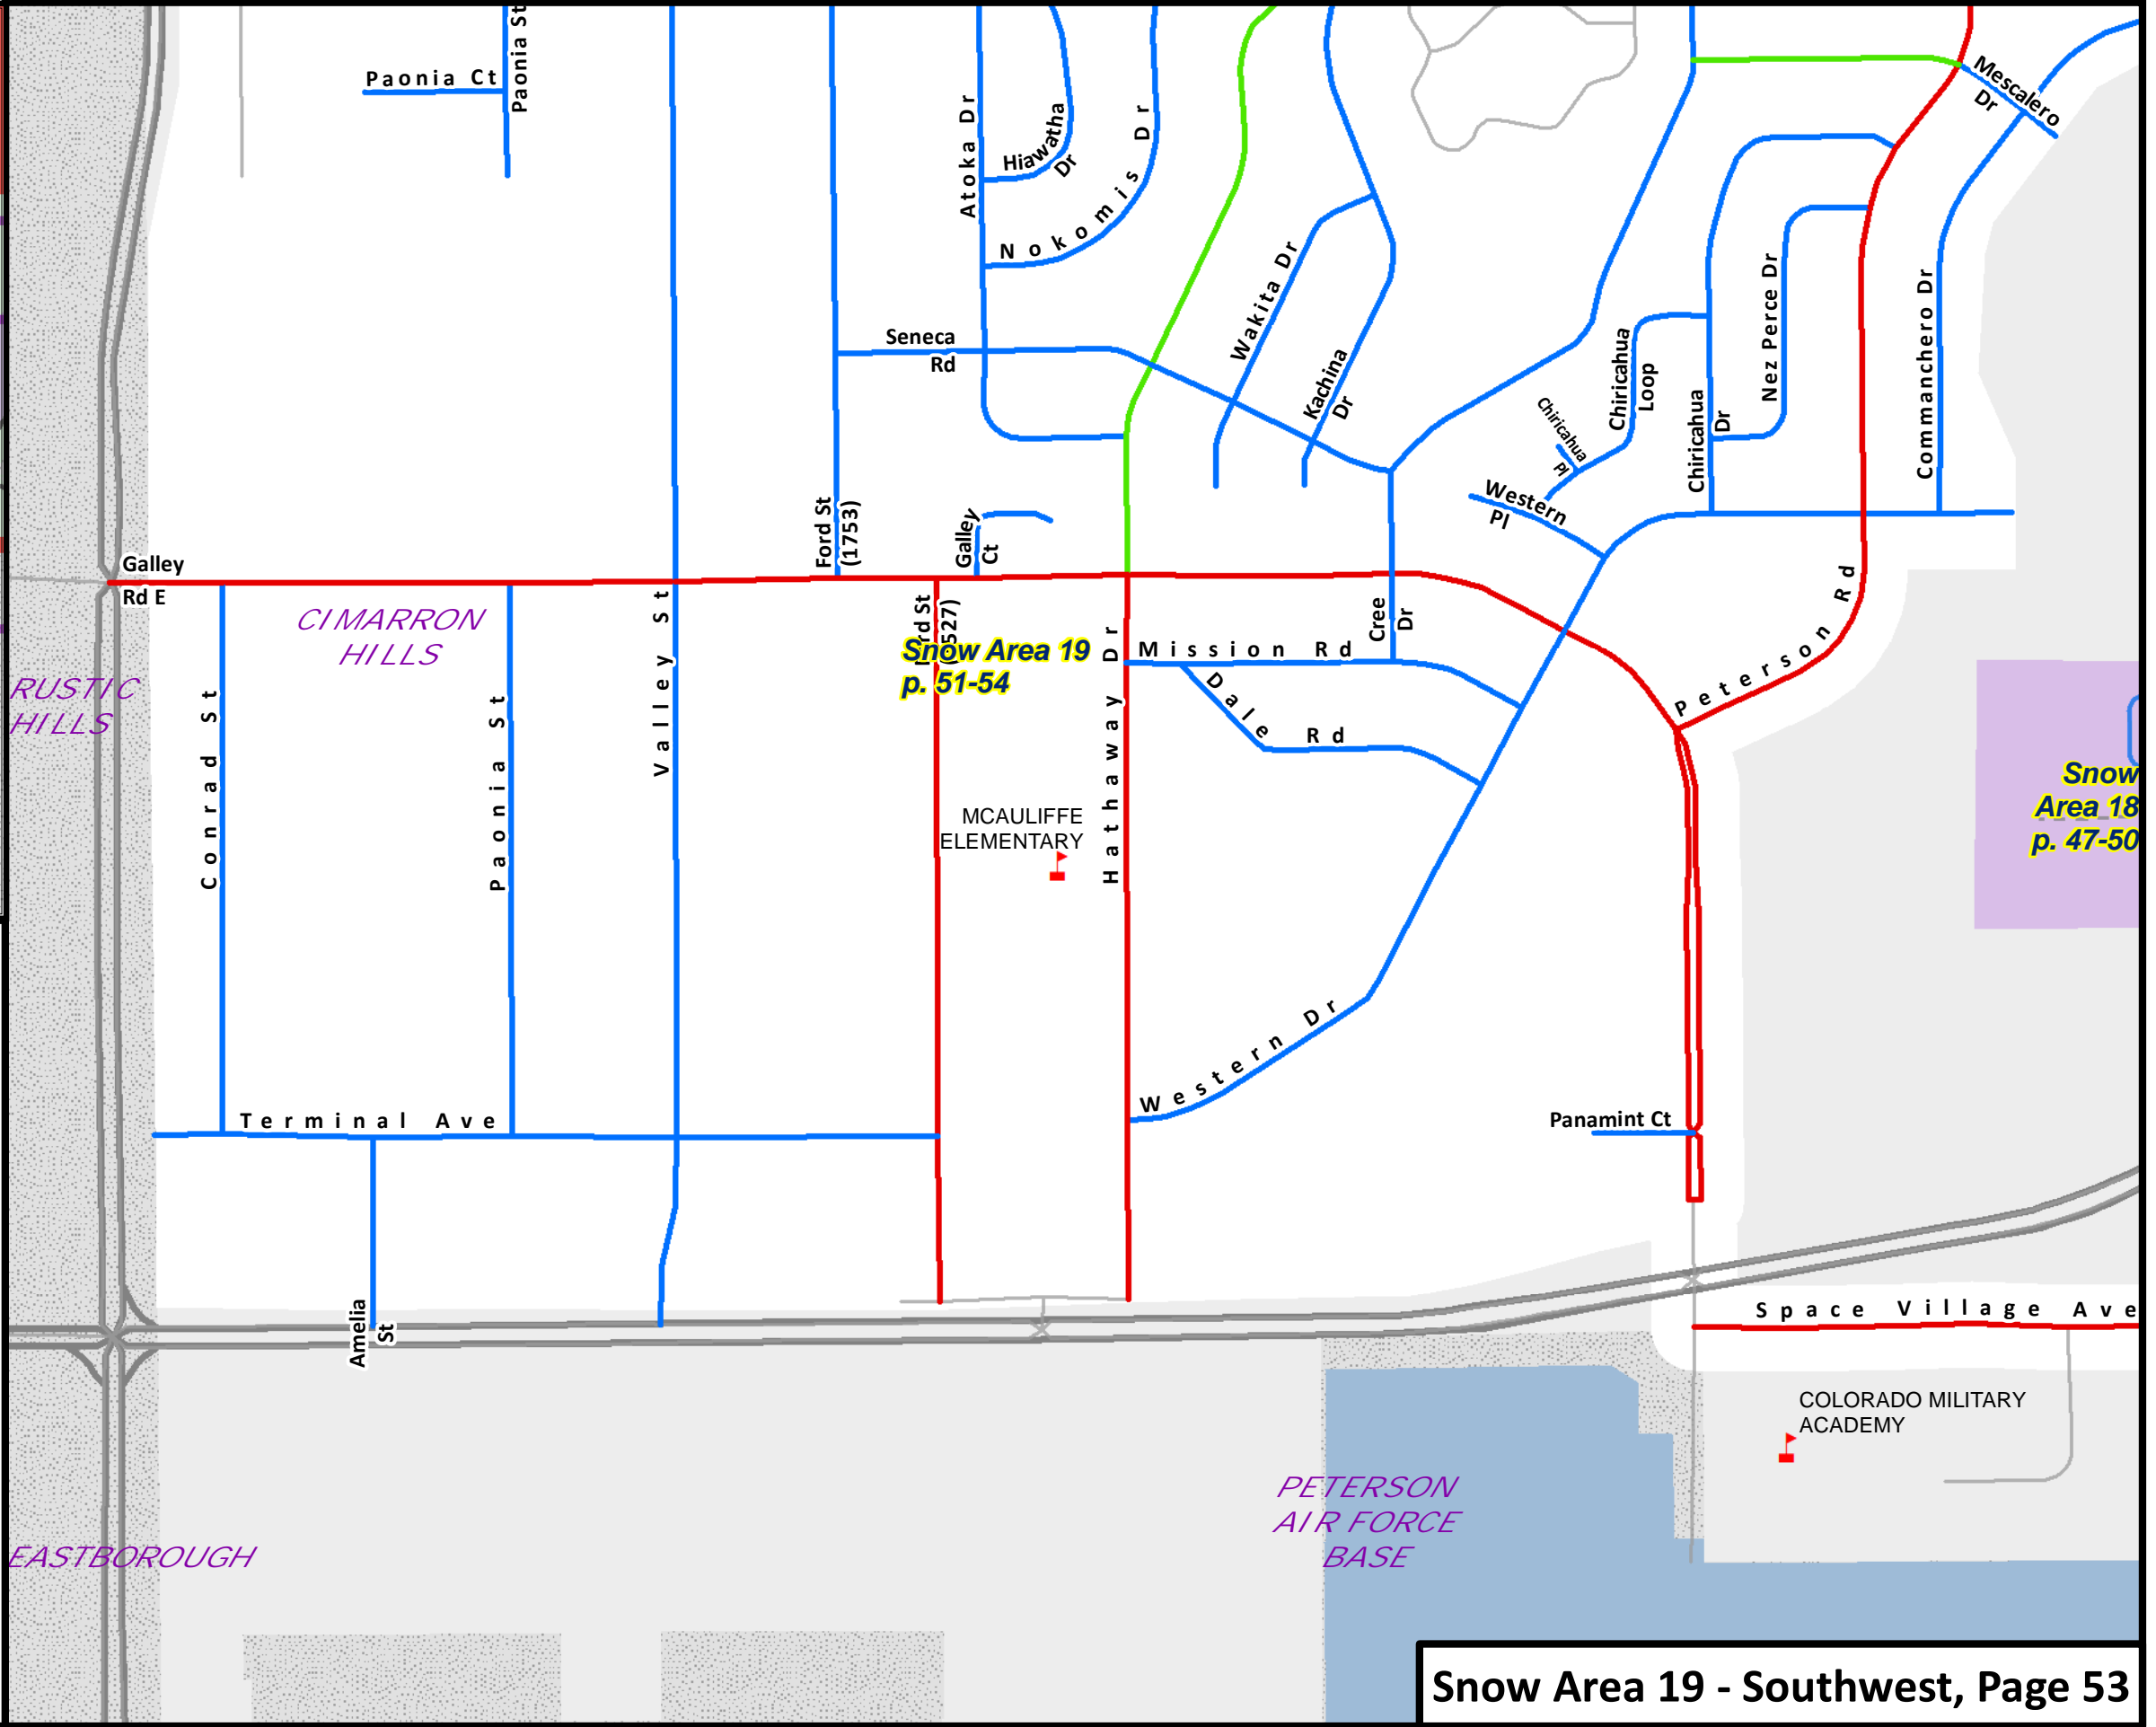 Paonia Ct
Paonia St
Atoka Dr
Hiawatha
Dr
Nokomis Dr
Mescalero
Dr
Seneca
Rd
Wakita Dr
Kachina
Dr
Chiricahua
Loop
Chiricahua
Pl
Chiricahua
Dr
Nez Perce Dr
Commanchero Dr
Western
Pl
Ford St
(1753)
Galley
Ct
Galley
Rd E
CIMARRON
HILLS
RUSTIC
HILLS
Conrad St
Paonia St
Valley St
Snow Area 19
p. 51-54
Hathaway Dr
Mission Rd
Cree
Dr
Dale Rd
Peterson Rd
MCAULIFFE
ELEMENTARY
Snow
Area 18
p. 47-50
Western Dr
Terminal Ave
Panamint Ct
Amelia
St
Space Village Ave
COLORADO MILITARY
ACADEMY
PETERSON
AIR FORCE
BASE
EASTBOROUGH
Snow Area 19 - Southwest, Page 53